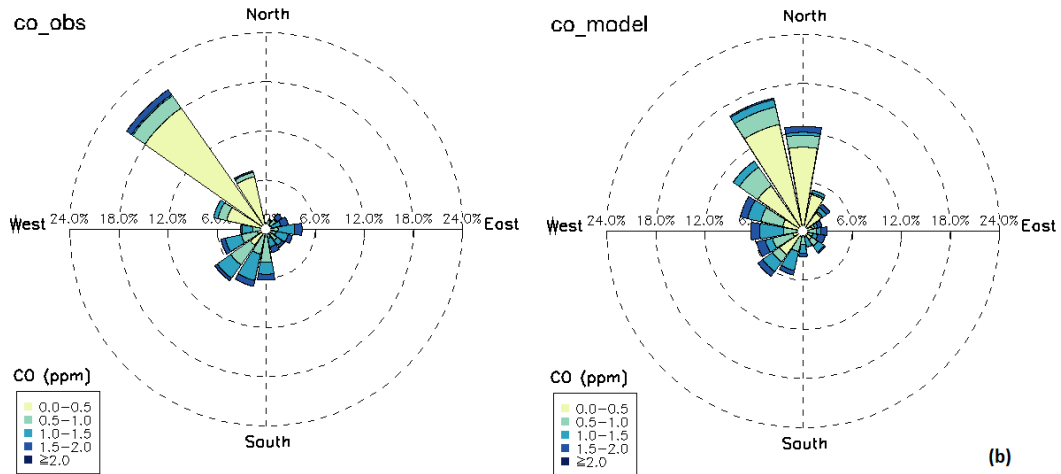 co_obs
North
West
24.0% 18.0% 12.0% 6.0% 6.0% 12.0% 18.0% 24.0%
East
South
CO (ppm)
0.0-0.5
0.5-1.0
1.0-1.5
1.5-2.0
≧2.0
co_model
North
West
24.0% 18.0% 12.0% 6.0% 12.0% 18.0% 24.0%
East
South
CO (ppm)
0.0-0.5
0.5-1.0
1.0-1.5
1.5-2.0
≧2.0
(b)